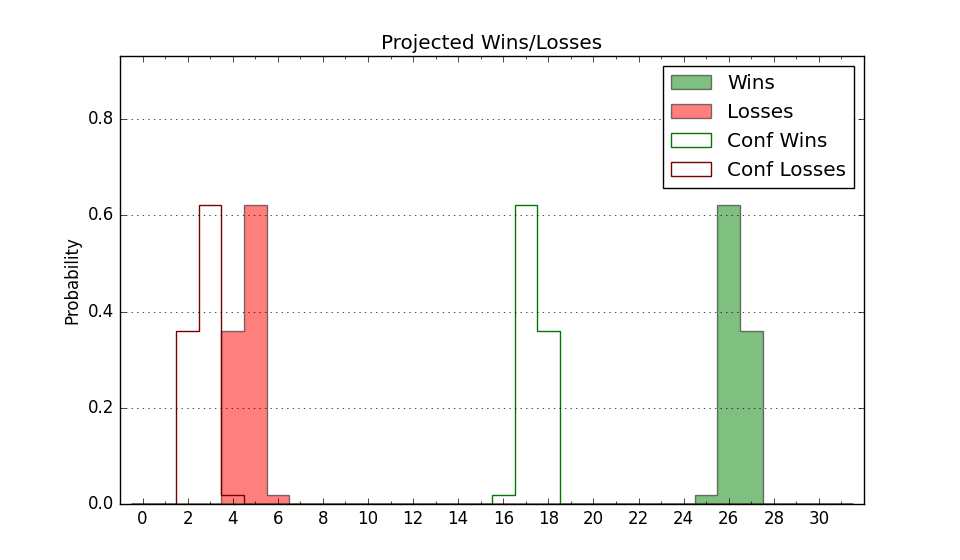 Projected Wins/Losses
Wins
Losses
Conf Wins
Conf Losses
Probability
0.8
0.6
0.4
0.2
0.0
0 2 4 6 8 10 12 14 16 18 20 22 24 26 28 30